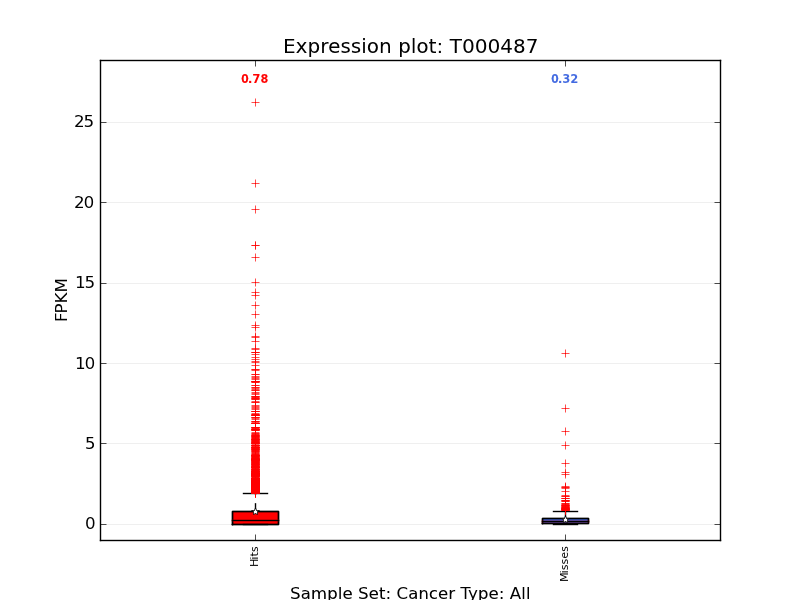 Expression plot: T000487
0.78
0.32
25
20
15
10
5
0
FPKM
Hits
Misses
Sample Set: Cancer Type: All